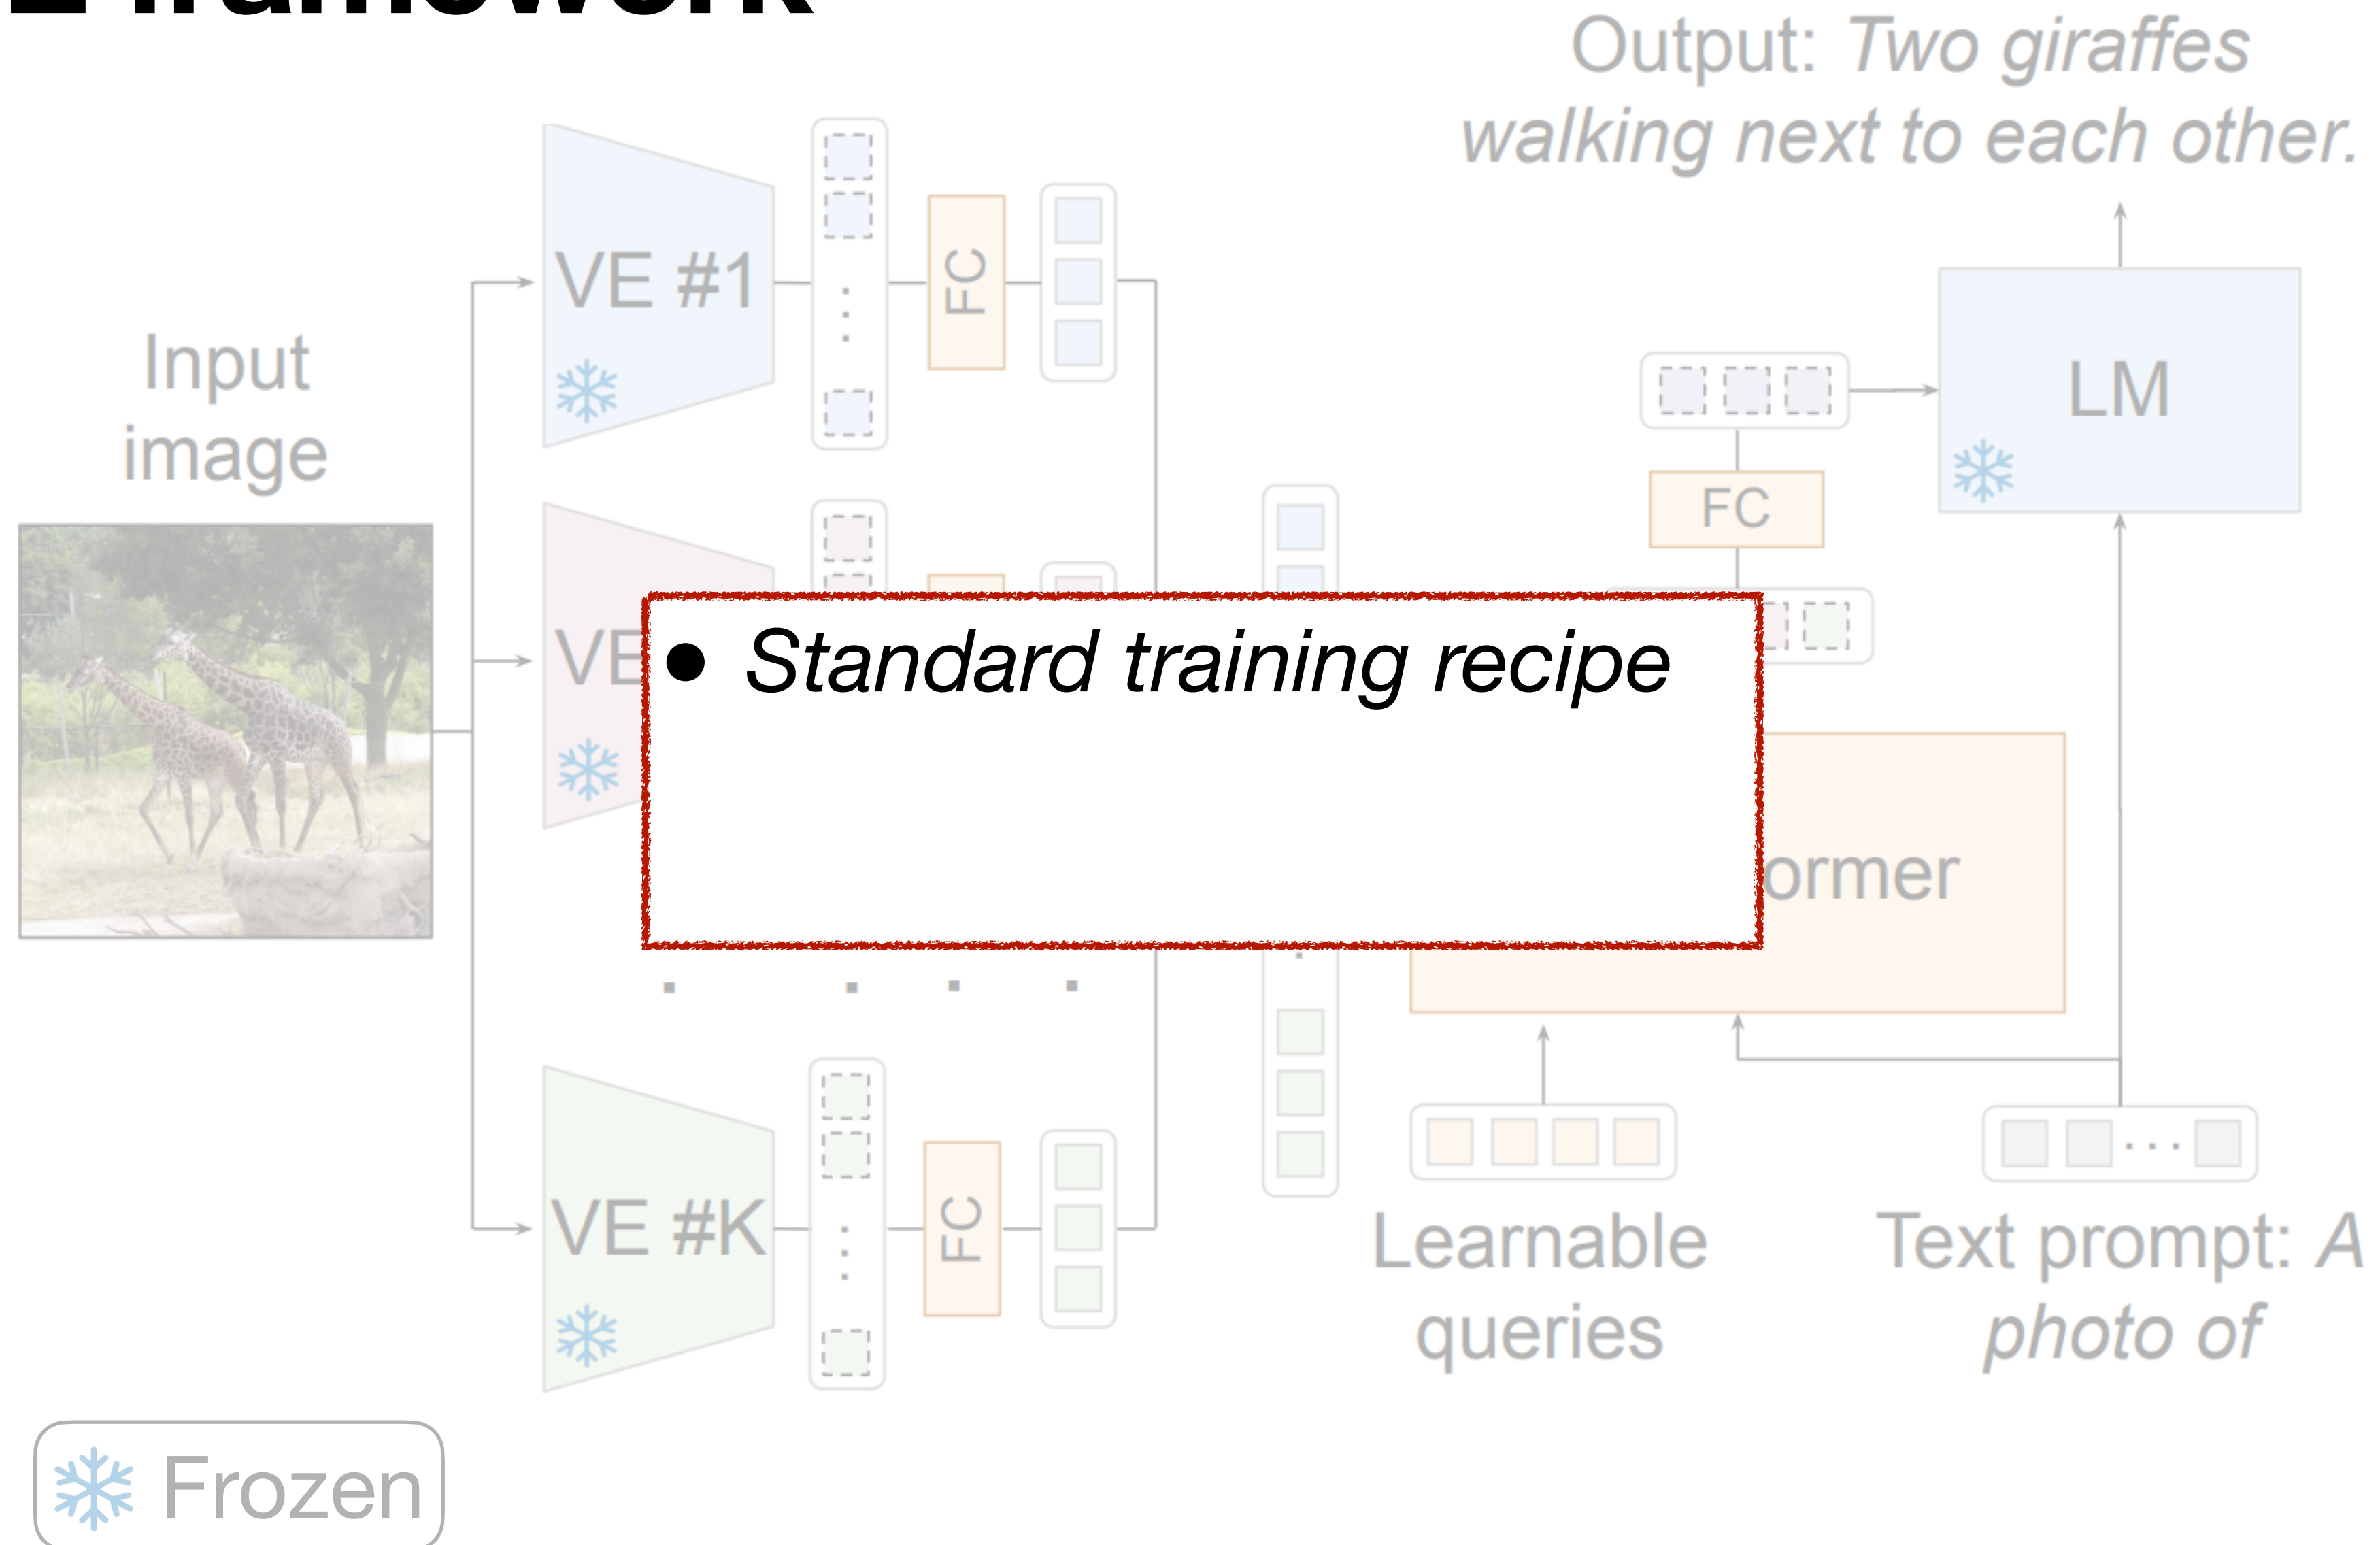 framework
Output: Two giraffes
walking next to each other.
Input
image
VE #1
FC
LM
FC
VE
• Standard training recipe
ormer
VE #K
FC
Learnable
queries
Text prompt: A
photo of
Frozen